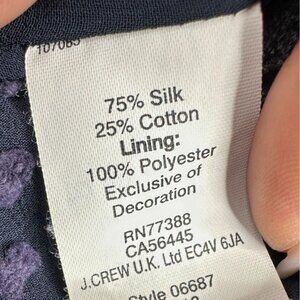 75% Silk
25% Cotton
Lining:
100% Polyester
Exclusive of
Decoration
RN77388
CA56445
J.CREW U.K. Ltd EC4V 6JA
Style 06687